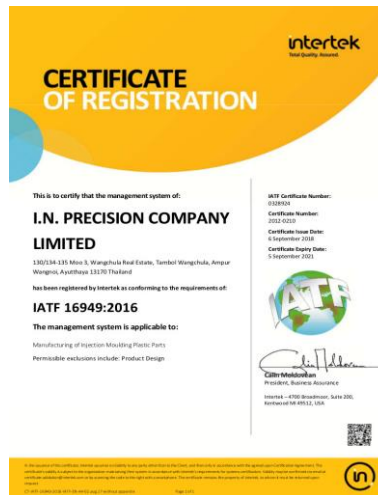 intertek
Total Quality. Assured.
CERTIFICATE
OF REGISTRATION
This is to certify that the management system of:
I.N. PRECISION COMPANY
LIMITED
130/134-135 Moo 3, Wangchula Real Estate, Tambol Wangchula, Ampur
Wangnoi, Ayutthaya 13170 Thailand
has been registered by Intertek as conforming to the requirements of:
IATF 16949:2016
The management system is applicable to:
Manufacturing of Injection Moulding Plastic Parts
Permissible exclusions include: Product Design
IATF Certificate Number:
0328924
Certificate Number:
2012-0210
Certificate Issue Date:
6 September 2018
Certificate Expiry Date:
5 September 2021
IATF
Calin Moldovean
President, Business Assurance
Intertek – 4700 Broadmoor, Suite 200,
Kentwood MI 49512, USA